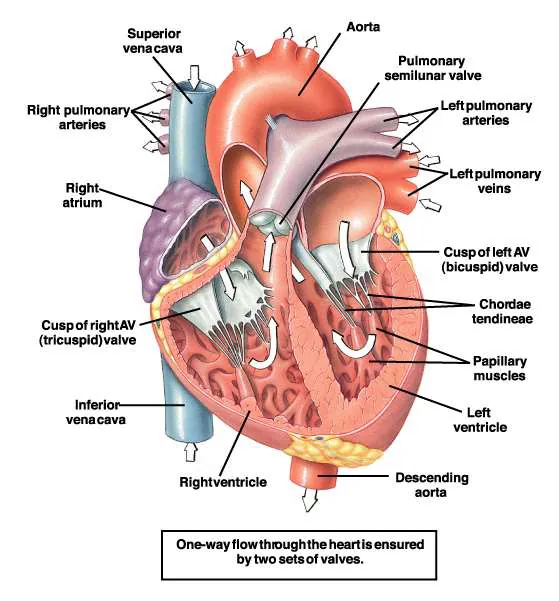 Superior
vena cava
Aorta
Pulmonary
semilunar valve
Right pulmonary
arteries
Left pulmonary
arteries
Left pulmonary
veins
Right
atrium
Cusp of left AV
(bicuspid) valve
Chordae
tendineae
Cusp of right AV
(tricuspid) valve
Papillary
muscles
Inferior
vena cava
Left
ventricle
Right ventricle
Descending
aorta
One-way flow through the heart is ensured
by two sets of valves.